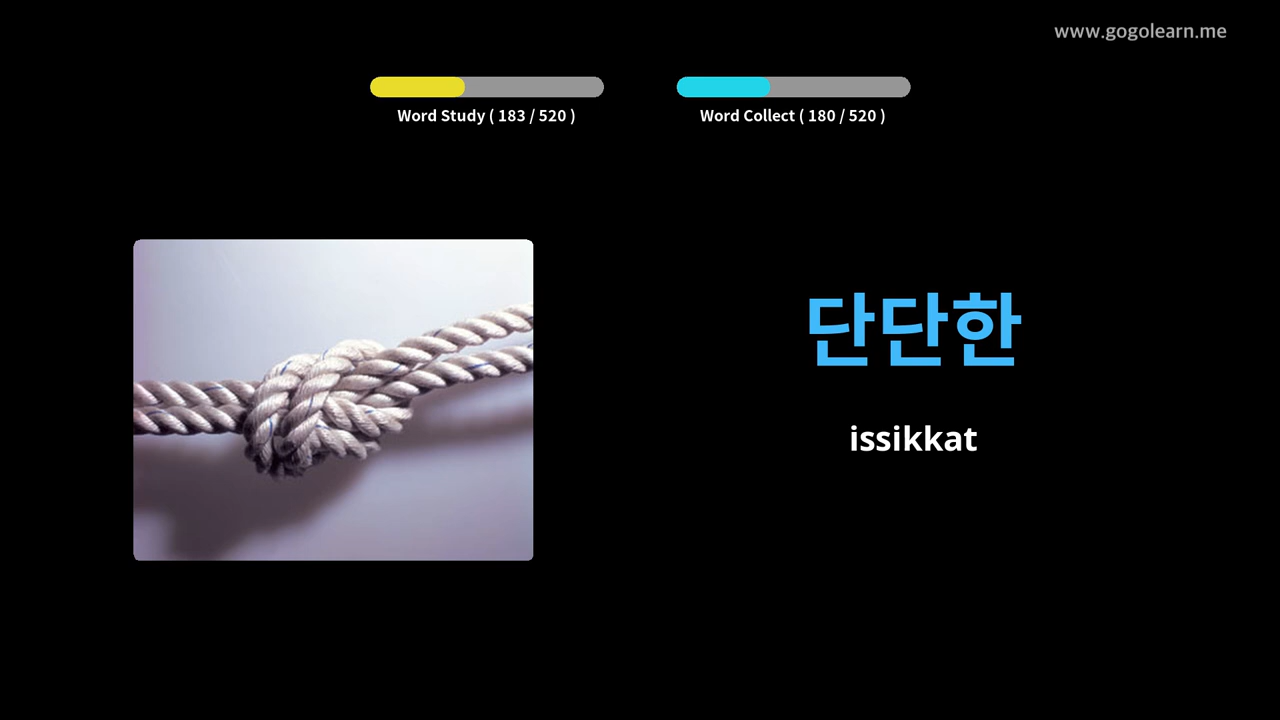 www.gogolearn.me
Word Study ( 183 / 520 )
Word Collect ( 180 / 520 )
단단한
issikkat